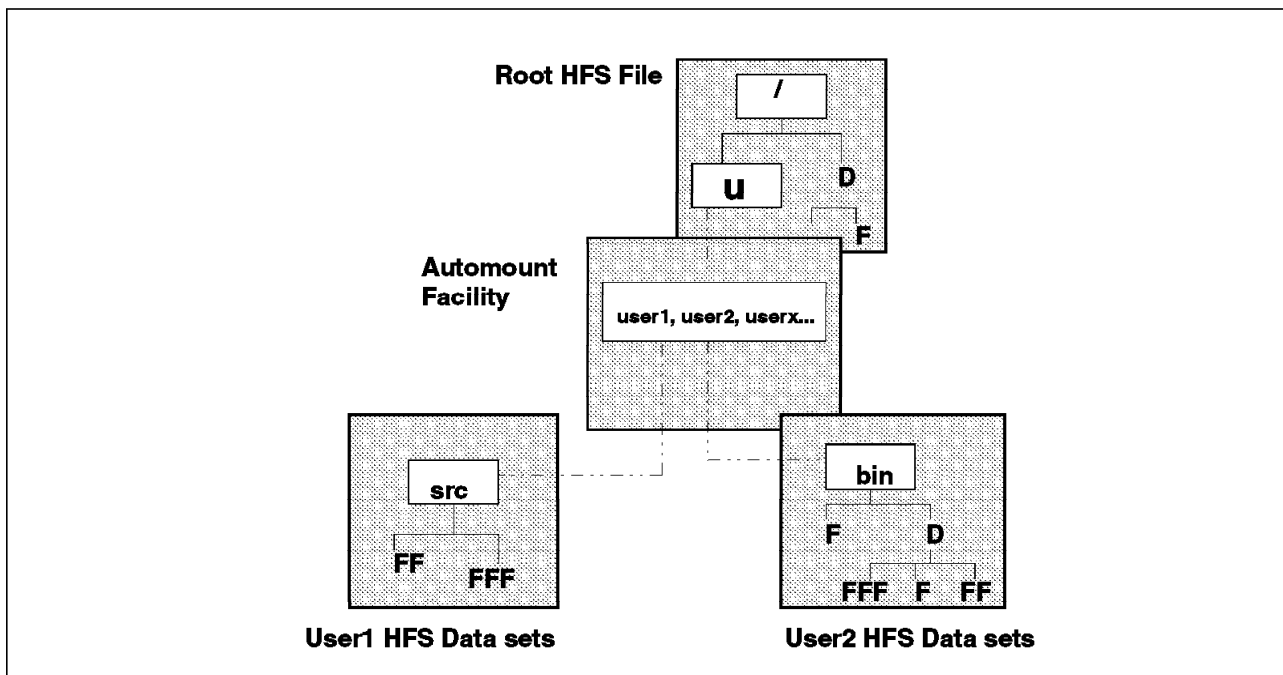 Root HFS File
/
u
D
F
Automount
Facility
user1, user2, userx...
src
FF
FFF
User1 HFS Data sets
bin
F
D
FFF
F
FF
User2 HFS Data sets